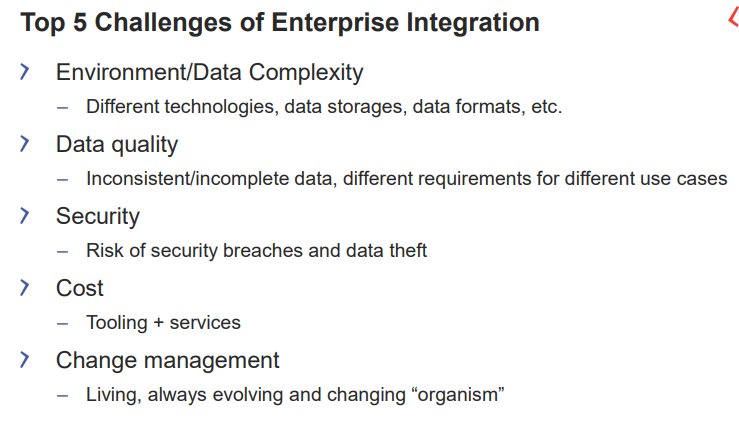 Top 5 Challenges of Enterprise Integration
Environment/Data Complexity
– Different technologies, data storages, data formats, etc.
Data quality
– Inconsistent/incomplete data, different requirements for different use cases
Security
– Risk of security breaches and data theft
Cost
– Tooling + services
Change management
– Living, always evolving and changing “organism”